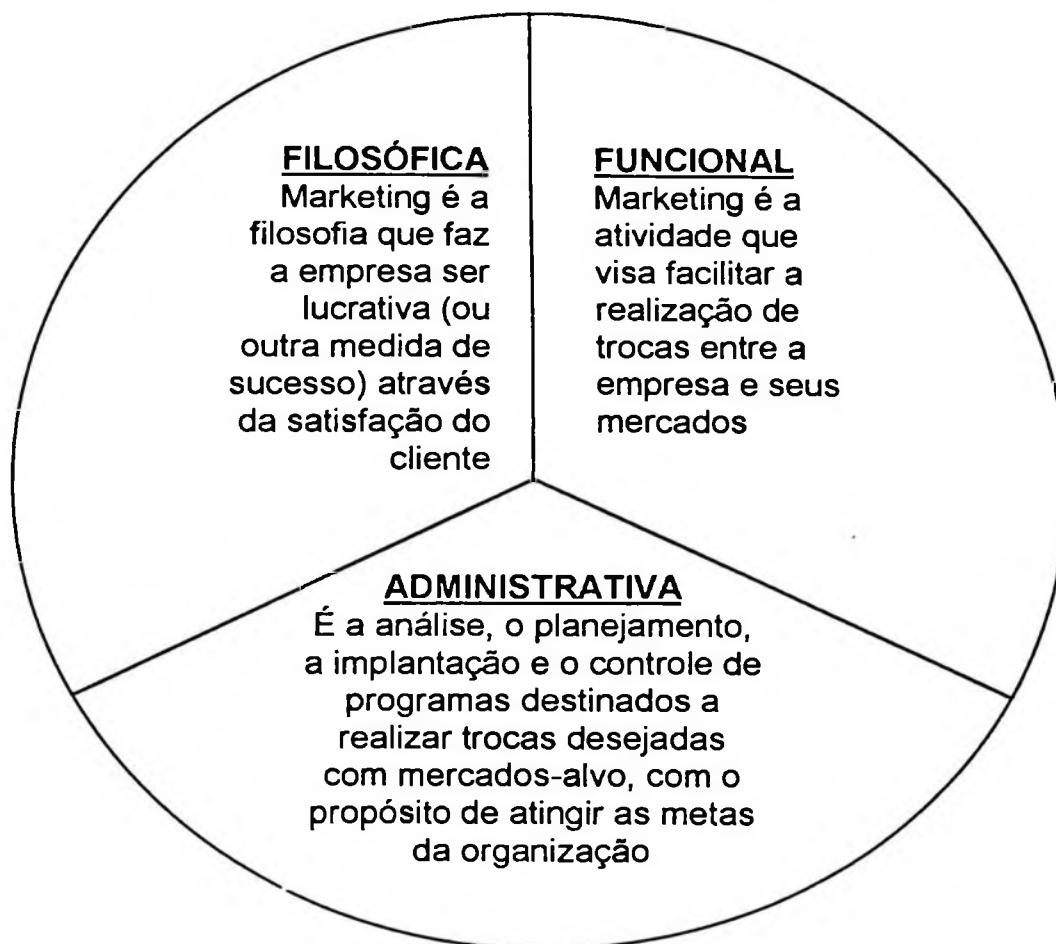 FILOSÓFICA
Marketing é a
filosofia que faz
a empresa ser
lucrativa (ou
outra medida de
sucesso) através
da satisfação do
cliente
FUNCIONAL
Marketing é a
atividade que
visa facilitar a
realização de
trocas entre a
empresa e seus
mercados
ADMINISTRATIVA
É a análise, o planejamento,
a implantação e o controle de
programas destinados a
realizar trocas desejadas
com mercados-alvo, com o
propósito de atingir as metas
da organização